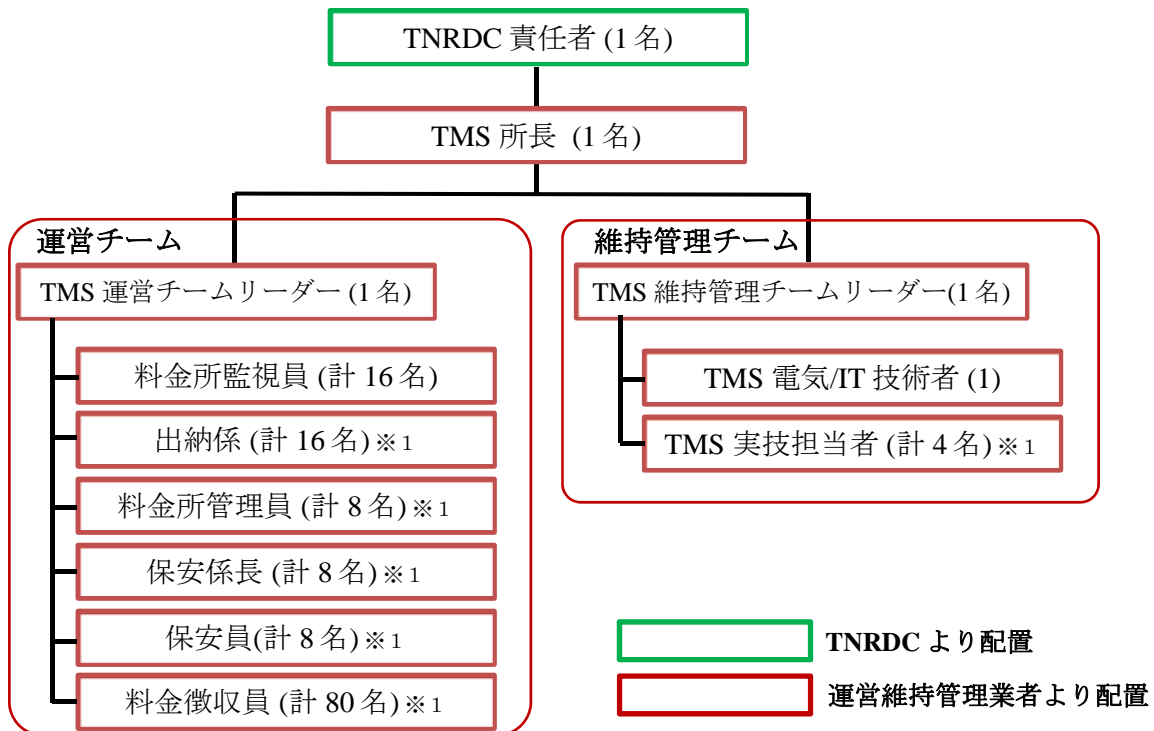 TNRDC 責任者 (1 名)
TMS 所長 (1 名)
運営チーム
TMS 運営チームリーダー (1 名)
料金所監視員 (計 16 名)
出納係 (計 16 名)※1
料金所管理員 (計 8 名)※1
保安係長 (計 8 名)※1
保安員(計 8 名)※1
料金徴収員 (計 80 名)※1
維持管理チーム
TMS 維持管理チームリーダー(1 名)
TMS 電気/IT 技術者 (1)
TMS 実技担当者 (計 4 名)※1
TNRDC より配置
運営維持管理業者より配置